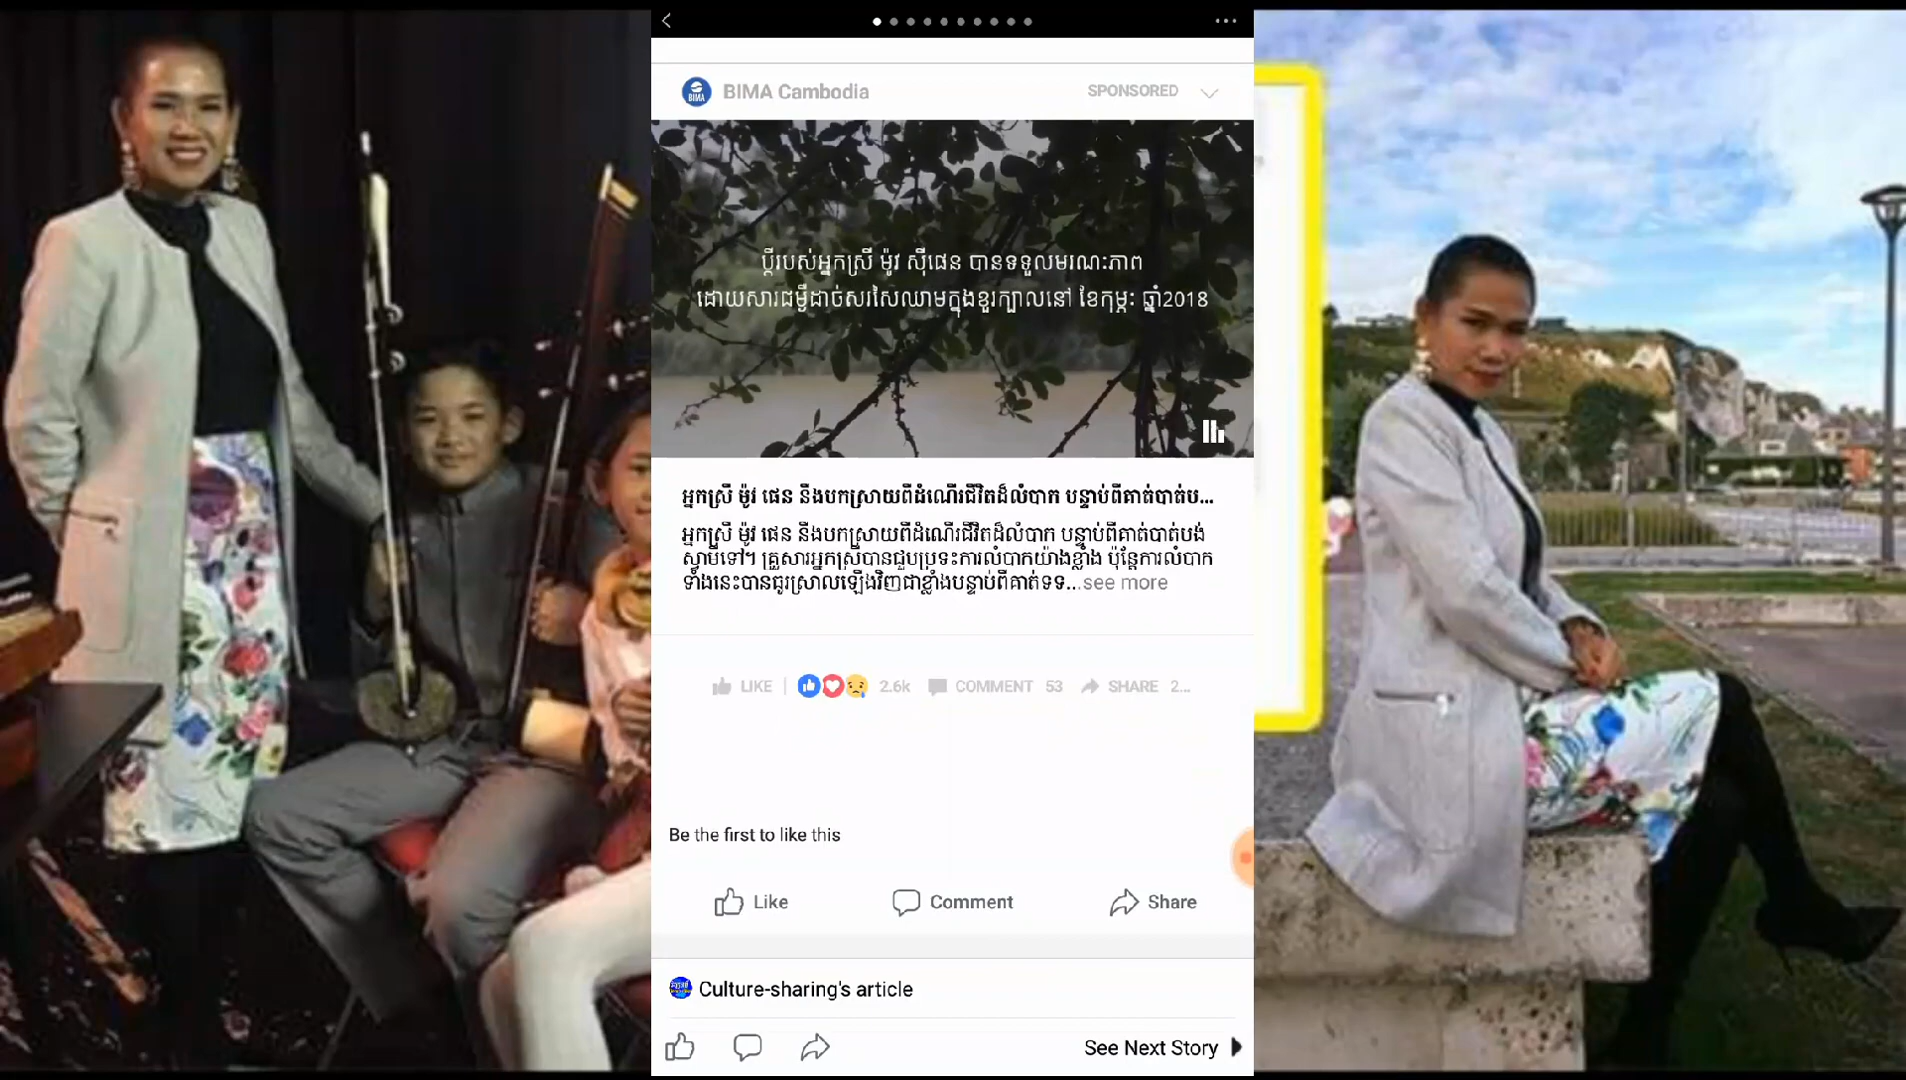 BIMA Cambodia
SPONSORED
ប្តីរបស់អ្នកស្រី ម៉ូវ ស៊ីផេន បានទទួលមរណៈភាព
ដោយសារជម្ងឺដាច់សរសៃឈាមក្នុងខួរក្បាលនៅ ខែកុម្ភៈ ឆ្នាំ2018
អ្នកស្រី ម៉ូវ ផេន នឹងបកស្រាយពីដំណើរជីវិតដ៏លំបាក បន្ទាប់ពីគាត់បាត់ប...
អ្នកស្រី ម៉ូវ ផេន នឹងបកស្រាយពីដំណើរជីវិតដ៏លំបាក បន្ទាប់ពីគាត់បាត់បង់
ស្វាមីទៅ។ គ្រួសារអ្នកស្រីបានជួបប្រទះការលំបាកយ៉ាងខ្លាំង ប៉ុន្តែការលំបាក
ទាំងនេះបានធូរស្រាលឡើងវិញជាខ្លាំងបន្ទាប់ពីគាត់ទទ...see more
LIKE 2.6k COMMENT 53 SHARE 2...
Be the first to like this
Like Comment Share
Culture-sharing's article
See Next Story